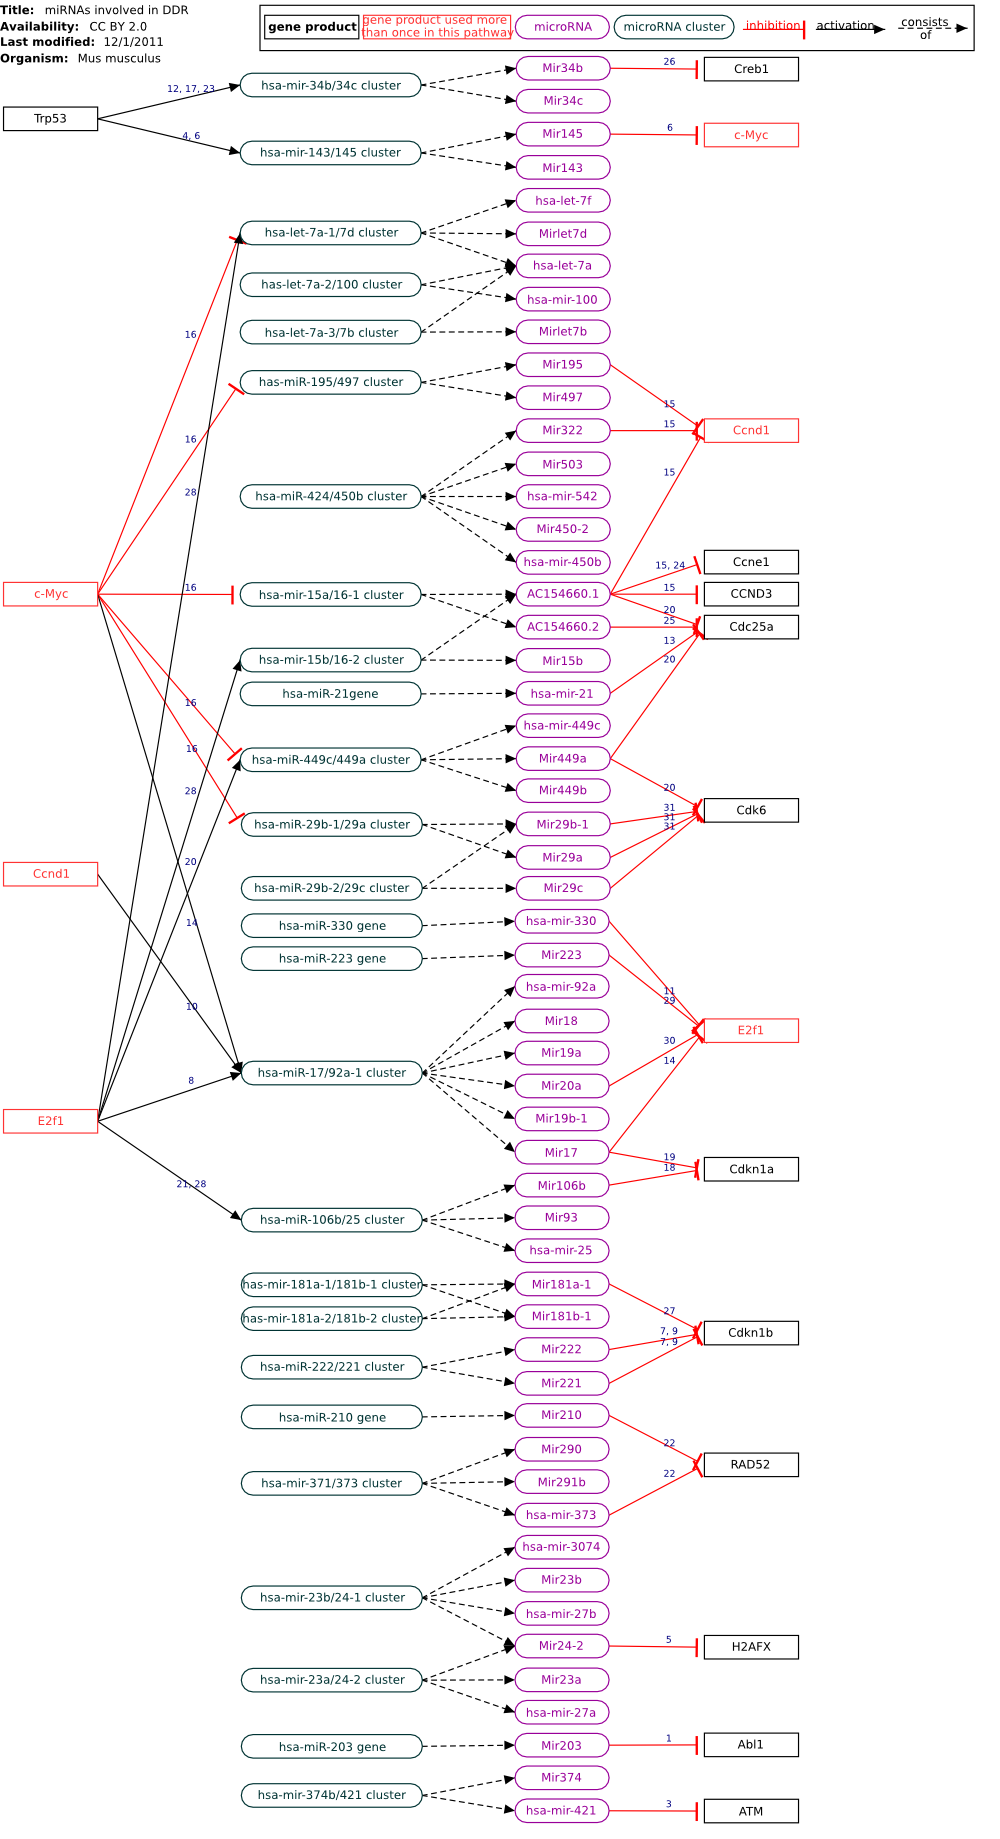 Title: miRNAs involved in DDR
Availability: CC BY 2.0
Last modified: 12/1/2011
Organism: Mus musculus
gene product
gene product used more
than once in this pathway
microRNA
microRNA cluster
inhibition
activation
consists
of
Trp53
c-Myc
Ccnd1
E2f1
12, 17, 23
4, 6
16
16
28
16
16
16
28
20
14
10
8
21, 28
hsa-mir-34b/34c cluster
hsa-mir-143/145 cluster
hsa-let-7a-1/7d cluster
has-let-7a-2/100 cluster
hsa-let-7a-3/7b cluster
has-miR-195/497 cluster
hsa-miR-424/450b cluster
hsa-mir-15a/16-1 cluster
hsa-mir-15b/16-2 cluster
hsa-miR-21gene
hsa-miR-449c/449a cluster
hsa-miR-29b-1/29a cluster
hsa-miR-29b-2/29c cluster
hsa-miR-330 gene
hsa-miR-223 gene
hsa-miR-17/92a-1 cluster
hsa-miR-106b/25 cluster
has-mir-181a-1/181b-1 cluster
has-mir-181a-2/181b-2 cluster
hsa-miR-222/221 cluster
hsa-miR-210 gene
hsa-mir-371/373 cluster
hsa-mir-23b/24-1 cluster
hsa-mir-23a/24-2 cluster
hsa-miR-203 gene
hsa-mir-374b/421 cluster
Mir34b
Mir34c
Mir145
Mir143
hsa-let-7f
Mirlet7d
hsa-let-7a
hsa-mir-100
Mirlet7b
Mir195
Mir497
Mir322
Mir503
hsa-mir-542
Mir450-2
hsa-mir-450b
AC154660.1
AC154660.2
Mir15b
hsa-mir-21
hsa-mir-449c
Mir449a
Mir449b
Mir29b-1
Mir29a
Mir29c
hsa-mir-330
Mir223
hsa-mir-92a
Mir18
Mir19a
Mir20a
Mir19b-1
Mir17
Mir106b
Mir93
hsa-mir-25
Mir181a-1
Mir181b-1
Mir222
Mir221
Mir210
Mir290
Mir291b
hsa-mir-373
hsa-mir-3074
Mir23b
hsa-mir-27b
Mir24-2
Mir23a
hsa-mir-27a
Mir203
Mir374
hsa-mir-421
26
6
15
15
15
15, 24
15
20
25
13
20
20
31
31
31
11
29
30
14
19
18
27
7, 9
7, 9
22
22
5
1
3
Creb1
c-Myc
Ccnd1
Ccne1
CCND3
Cdc25a
Cdk6
E2f1
Cdkn1a
Cdkn1b
RAD52
H2AFX
Abl1
ATM